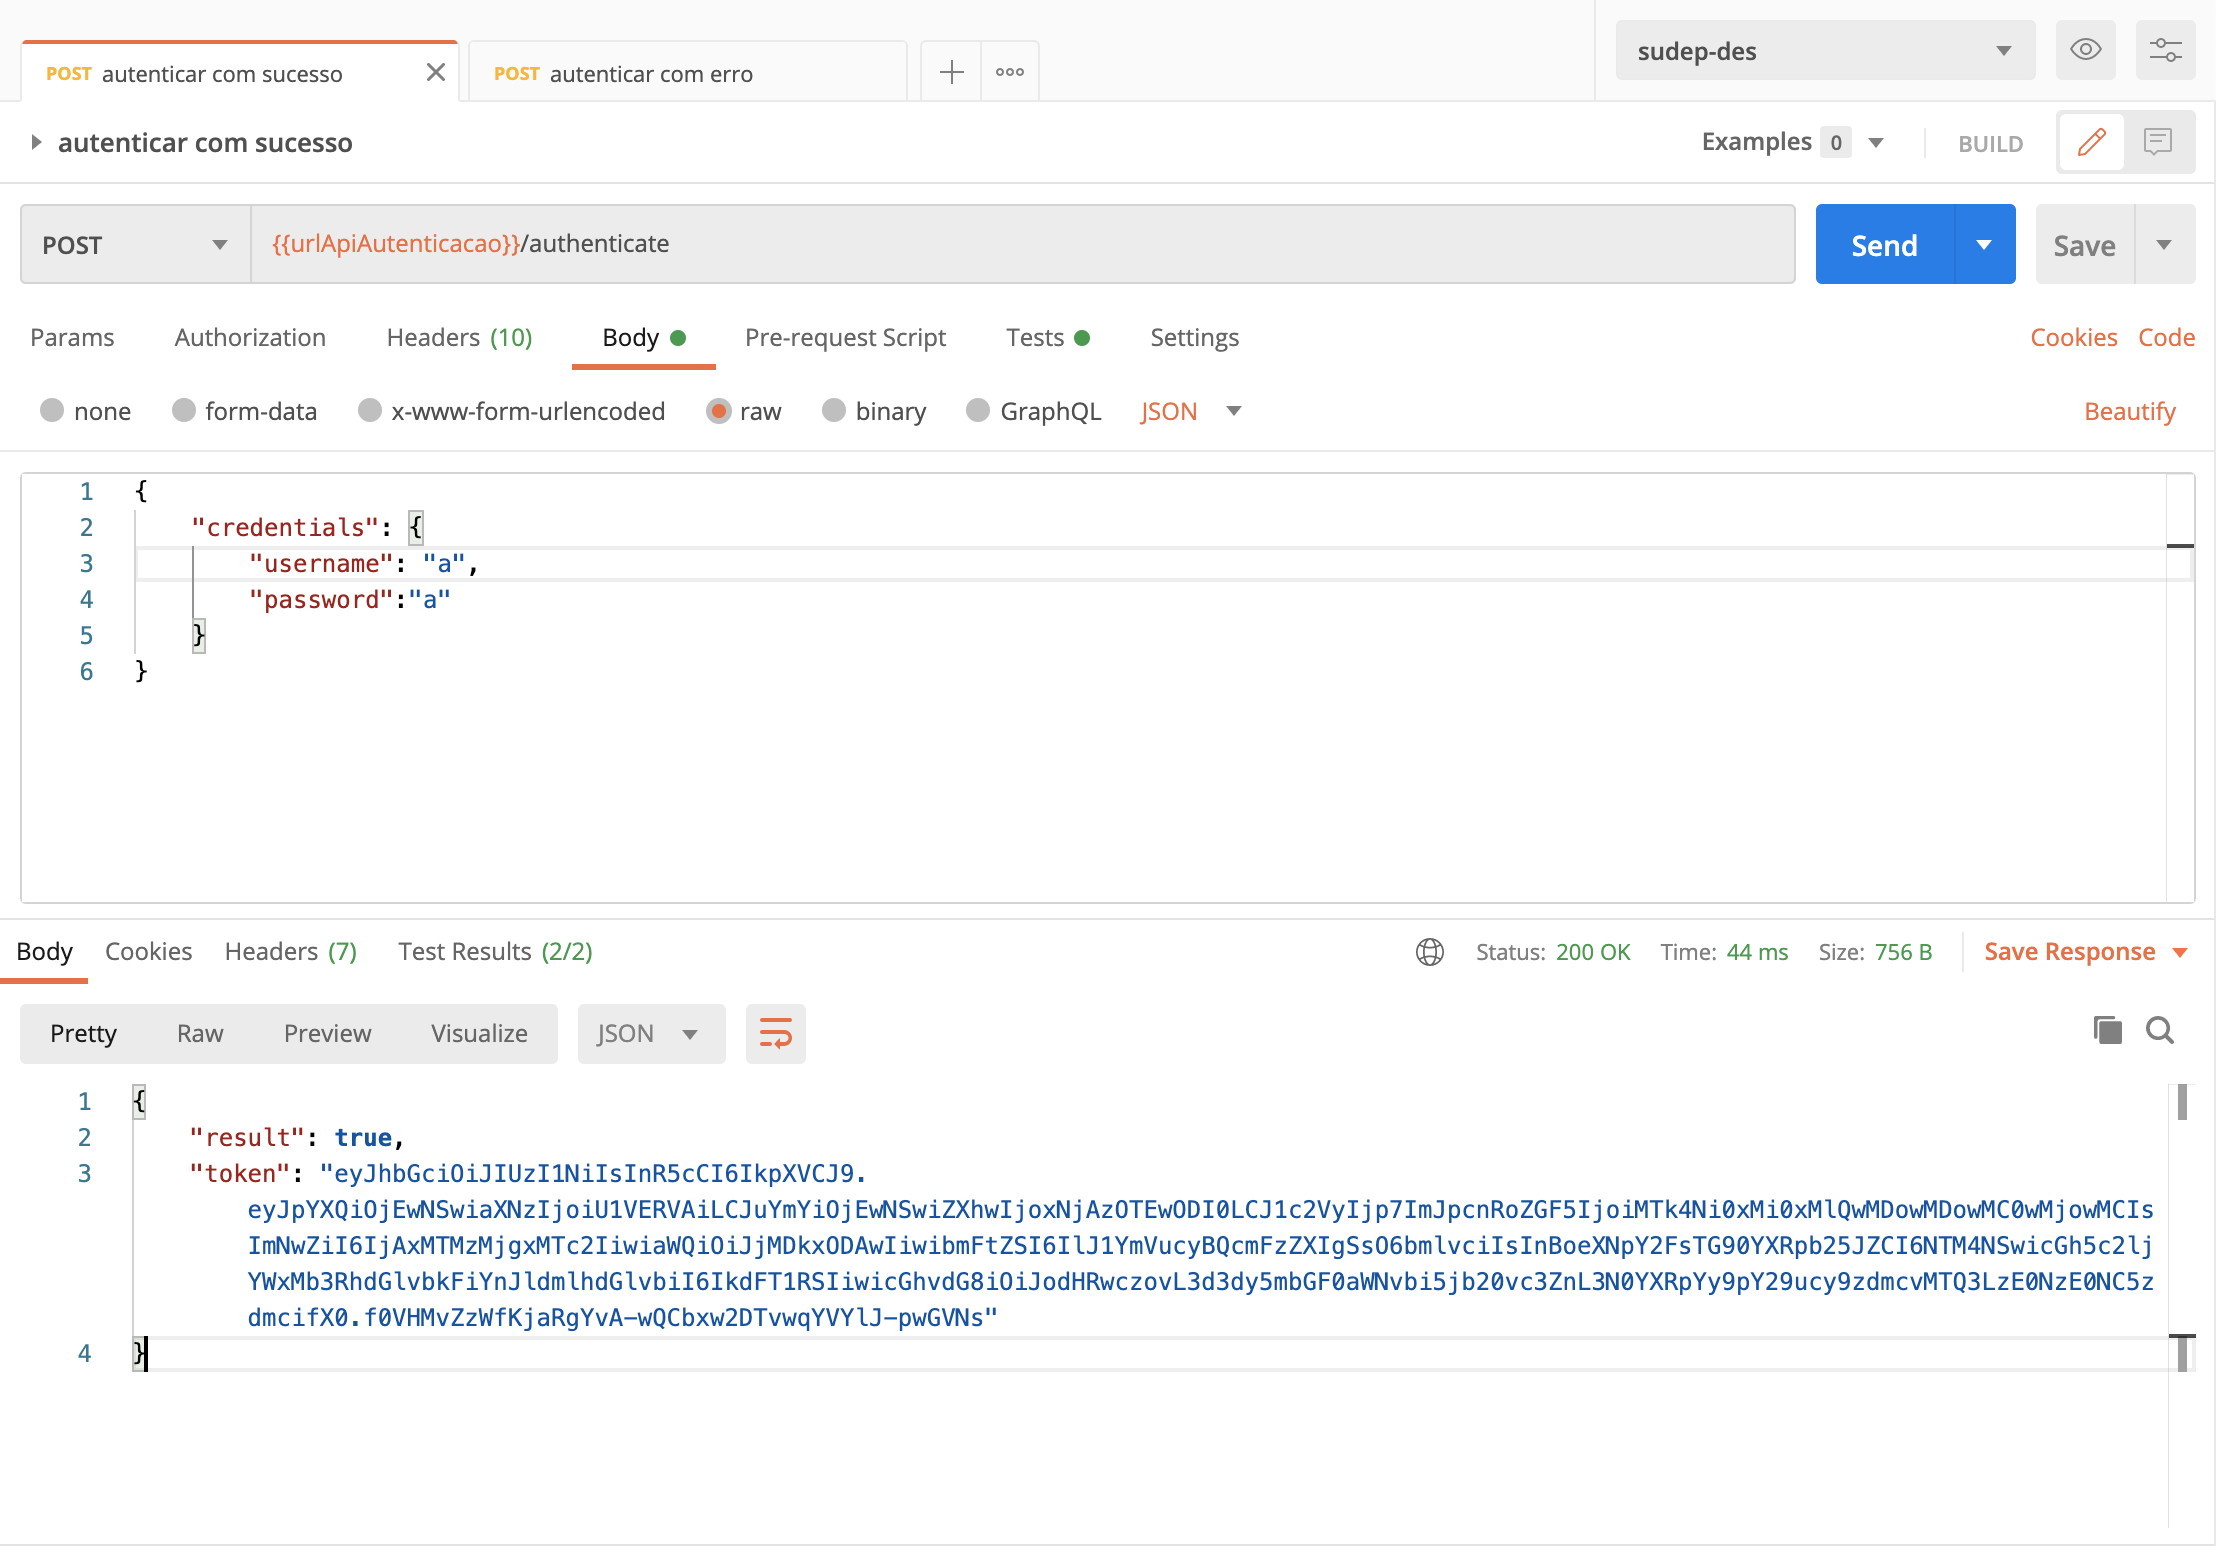 POST autenticar com sucesso
POST autenticar com erro
sudep-des
autenticar com sucesso
Examples 0
BUILD
POST
{{urlApiAutenticacao}}/authenticate
Send
Save
Params Authorization Headers (10) Body Pre-request Script Tests Settings Cookies Code
none form-data x-www-form-urlencoded raw binary GraphQL JSON Beautify
1 {
2 "credentials": {
3 "username": "a",
4 "password":"a"
5 }
6 }
Body Cookies Headers (7) Test Results (2/2) Status: 200 OK Time: 44 ms Size: 756 B Save Response
Pretty Raw Preview Visualize JSON
1 {
2 "result": true,
3 "token": "eyJhbGciOiJIUzI1NiIsInR5cCI6IkpXVCJ9.
eyJpYXQiOjEwNSwiaXNzIjoiU1VERVAiLCJuYmYiOjEwNSwiZXhwIjoxNjAzOTEwODI0LCJ1c2VyIjp7ImJpcnRoZGF5IjoiMTk4Ni0xMi0xMlQwMDowMDowMC0wMjowMCIs
ImNwZiI6IjAxMTMzMjgxMTc2IiwiaWQiOiJjMDkxODAwIiwibmFtZSI6IlJ1YmVucyBQcmFzZXIgSsO6bmlvciIsInBoeXNpY2FsTG90YXRpb25JZCI6NTM4NSwicGh5c2lj
YWxMb3RhdGlvbkFiYnJldmlhdGlvbiI6IkdFT1RSIiwicGhvdG8iOiJodHRwczovL3d3dy5mbGF0aWNvbi5jb20vc3ZnL3N0YXRpYy9pY29ucy9zdmcvMTQ3LzE0NzE0NC5z
dmcifX0.f0VHMvZzWfKjaRgYvA-wQCbxw2DTvwqYVYlJ-pwGVNs"
4 }